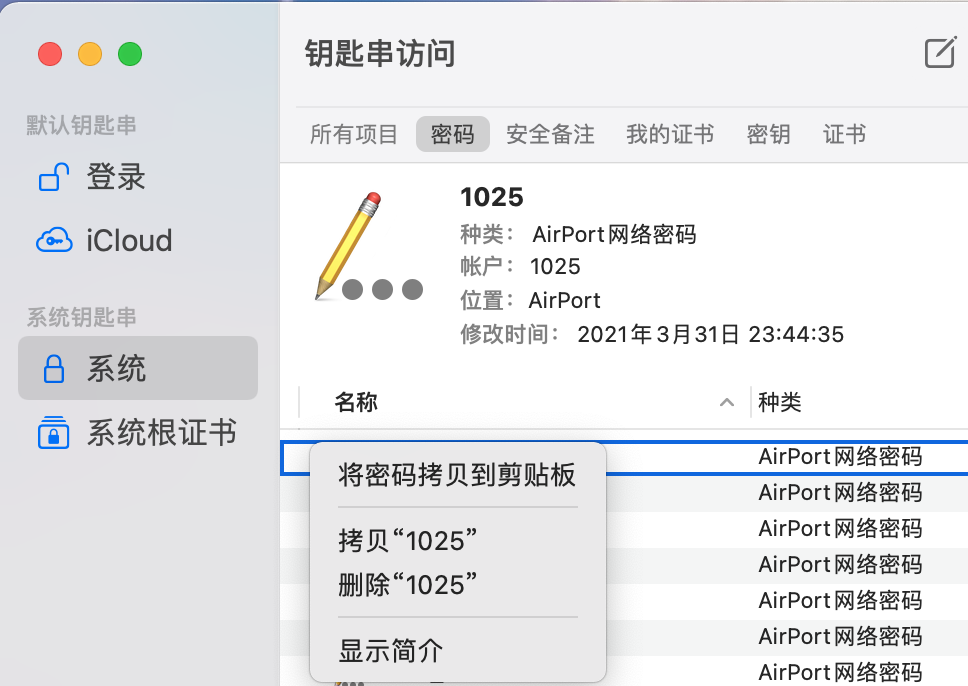 钥匙串访问
默认钥匙串
登录
iCloud
系统钥匙串
系统
系统根证书
所有项目 密码 安全备注 我的证书 密钥 证书
1025
种类： AirPort网络密码
帐户： 1025
位置： AirPort
修改时间： 2021年3月31日 23:44:35
名称 种类
AirPort网络密码
AirPort网络密码
AirPort网络密码
AirPort网络密码
AirPort网络密码
AirPort网络密码
AirPort网络密码
将密码拷贝到剪贴板
拷贝“1025”
删除“1025”
显示简介